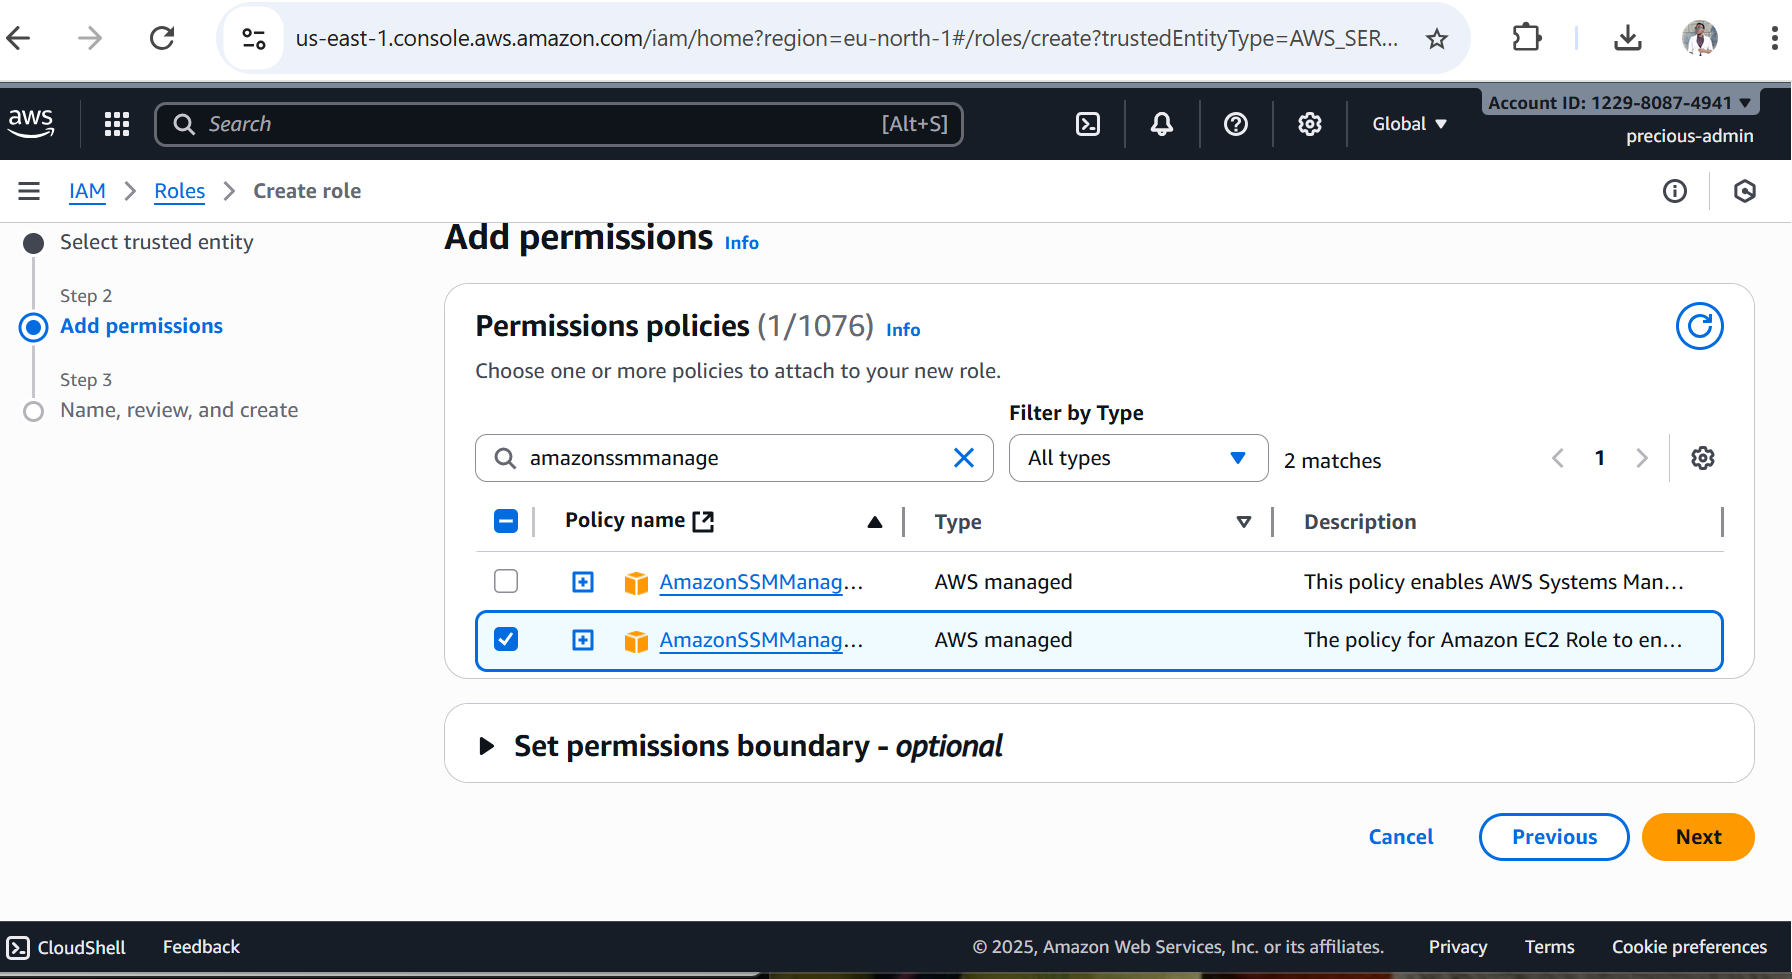 us-east-1.console.aws.amazon.com/iam/home?region=eu-north-1#/roles/create?trustedEntityType=AWS_SER...
aws
Search
[Alt+S]
Global
Account ID: 1229-8087-4941
precious-admin
IAM
Roles
Create role
Select trusted entity
Step 2
Add permissions
Step 3
Name, review, and create
Add permissions Info
Permissions policies (1/1076) Info
Choose one or more policies to attach to your new role.
Filter by Type
amazonssmmanage
All types
2 matches
1
Policy name
Type
Description
AmazonSSMManag...
AWS managed
This policy enables AWS Systems Man...
AmazonSSMManag...
AWS managed
The policy for Amazon EC2 Role to en...
Set permissions boundary - optional
Cancel
Previous
Next
CloudShell
Feedback
© 2025, Amazon Web Services, Inc. or its affiliates.
Privacy
Terms
Cookie preferences